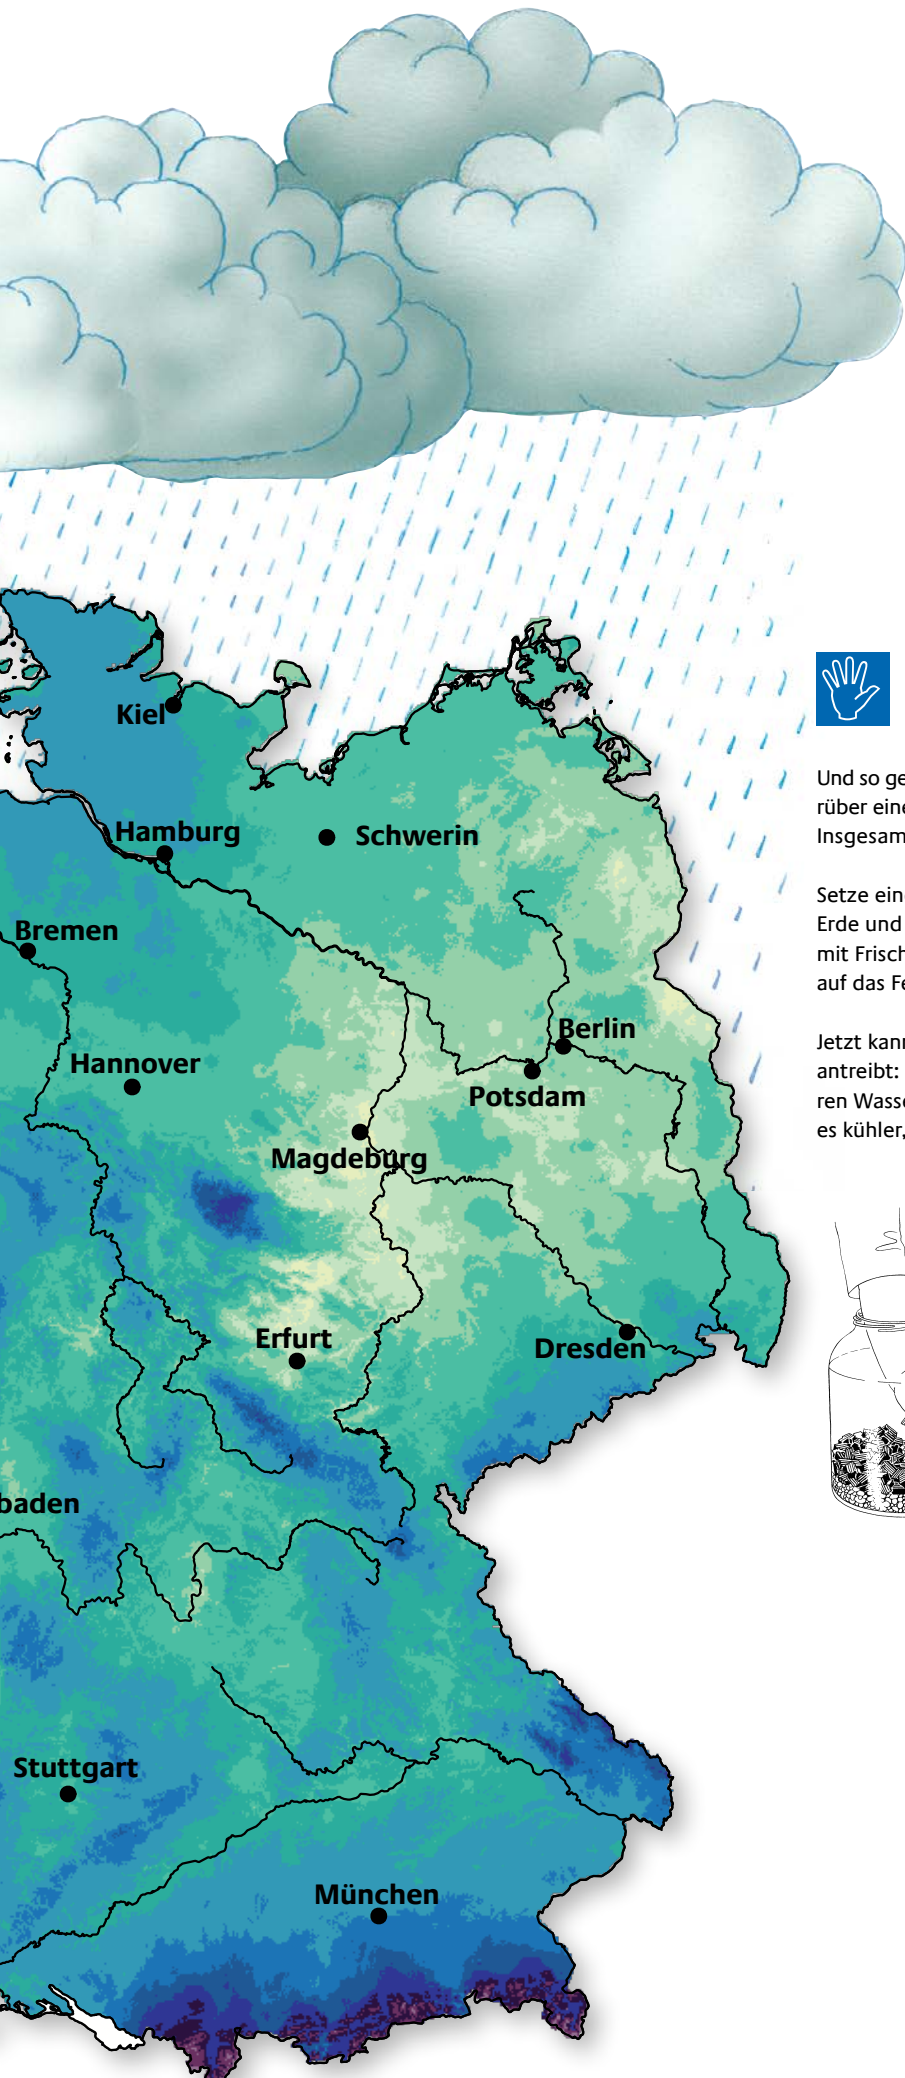 Kiel
Hamburg
Schwerin
Bremen
Berlin
Hannover
Potsdam
Magdeburg
Erfurt
Dresden
baden
Stuttgart
München
Und so ge
rüber eine
Insgesam
Setze ein
Erde und
mit Frisch
auf das Fe
Jetzt kann
antreibt:
ren Wasse
es kühler,